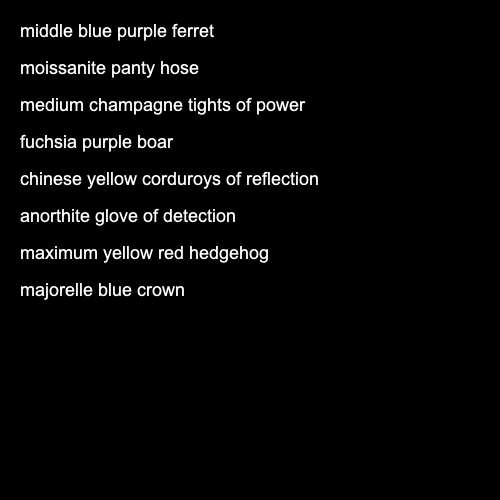 middle blue purple ferret
moissanite panty hose
medium champagne tights of power
fuchsia purple boar
chinese yellow corduroys of reflection
anorthite glove of detection
maximum yellow red hedgehog
majorelle blue crown